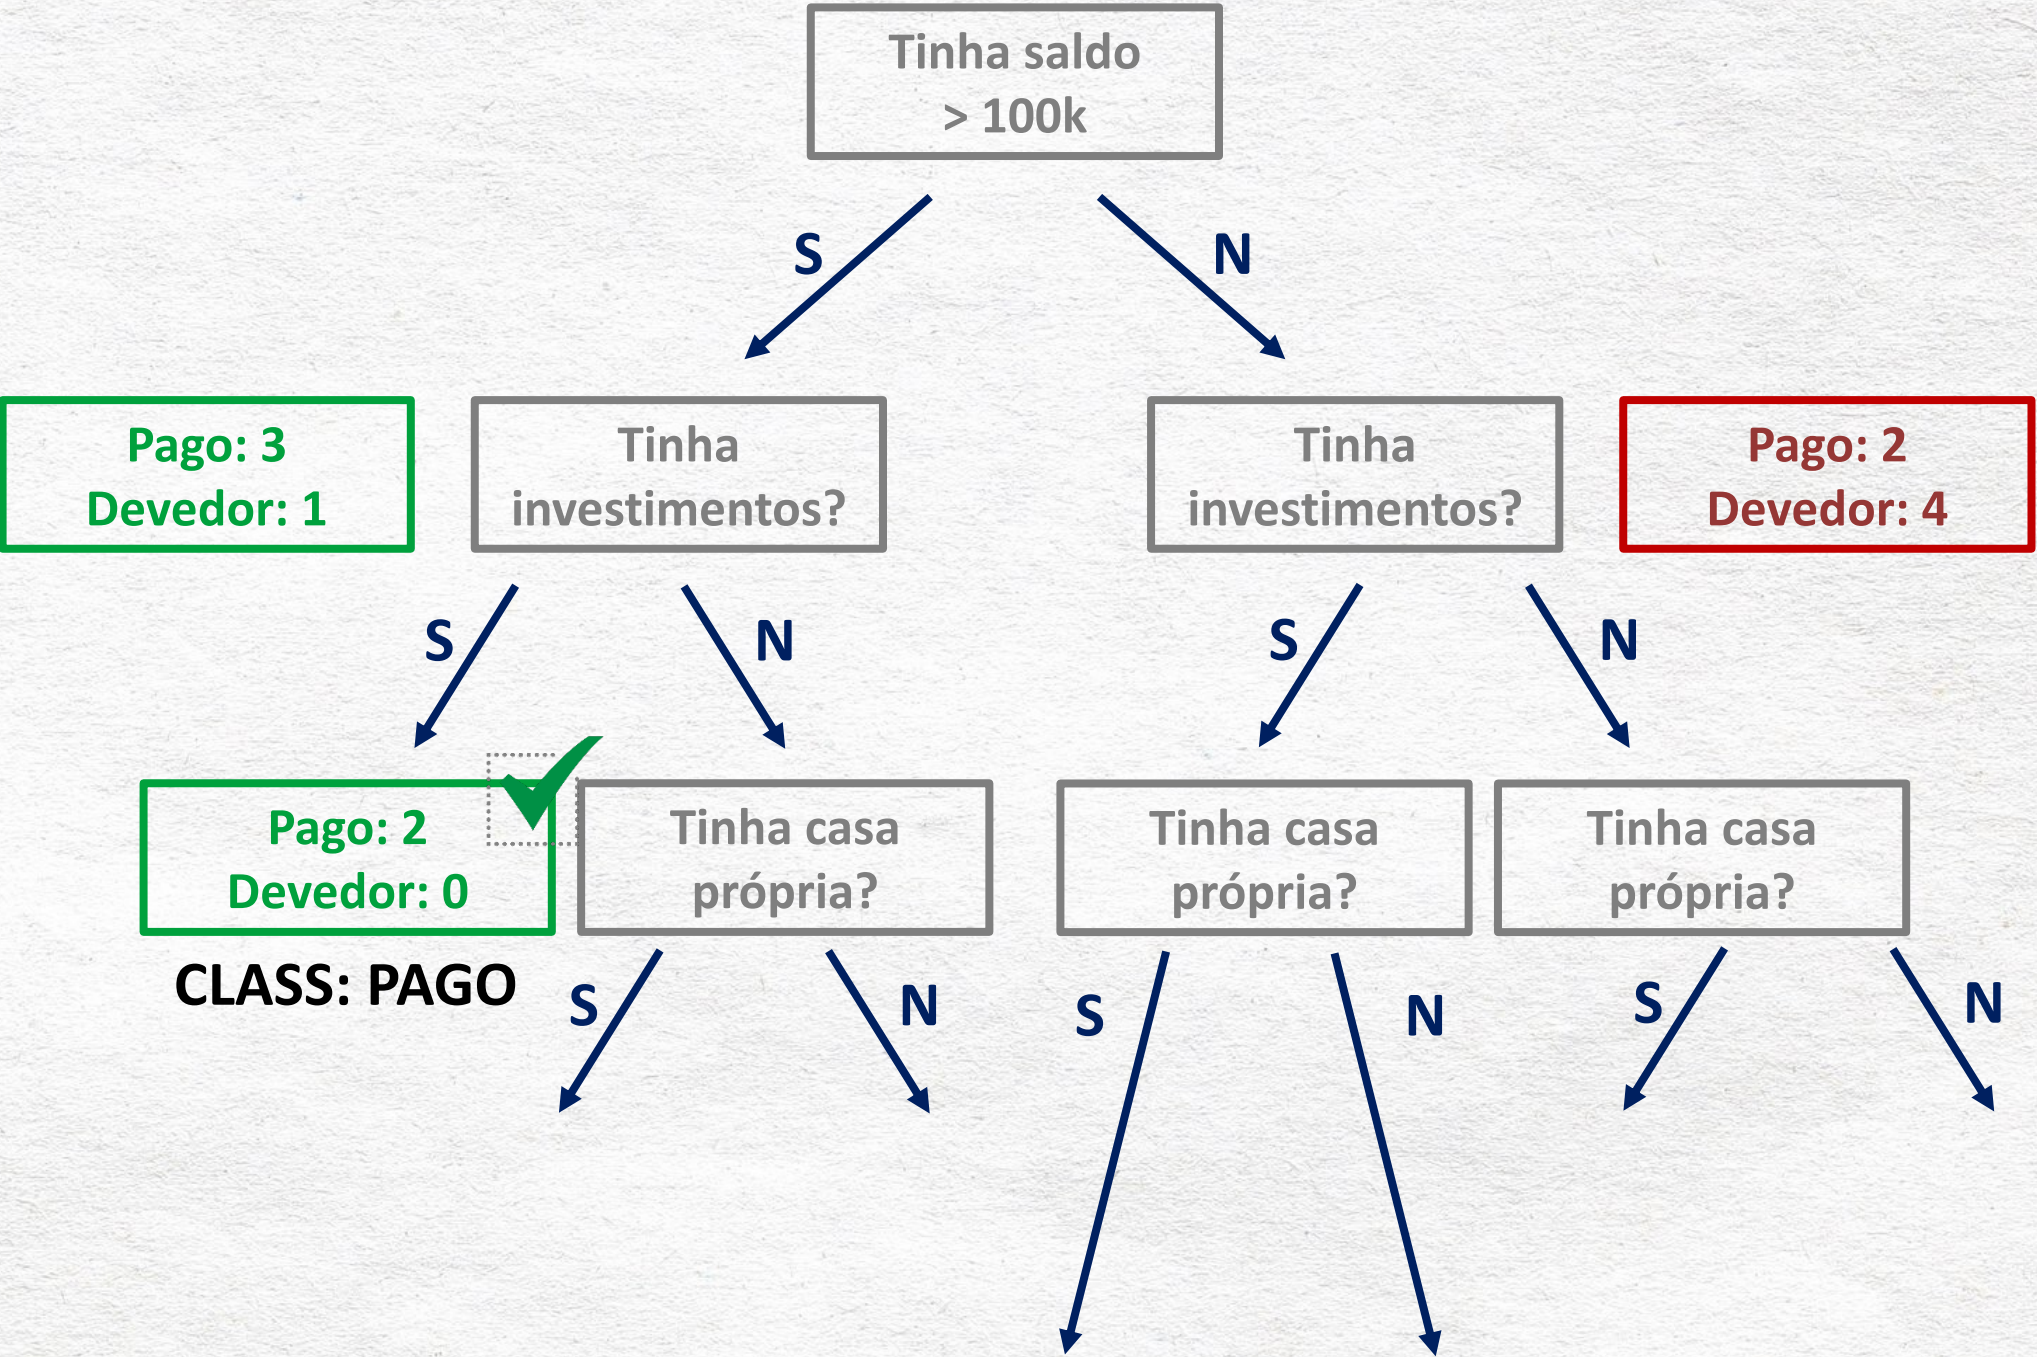 Tinha saldo
> 100k
S
N
Pago: 3
Devedor: 1
Tinha
investimentos?
Tinha
investimentos?
Pago: 2
Devedor: 4
S
N
S
N
Pago: 2
Devedor: 0
Tinha casa
própria?
Tinha casa
própria?
Tinha casa
própria?
CLASS: PAGO
S
N
S
N
S
N